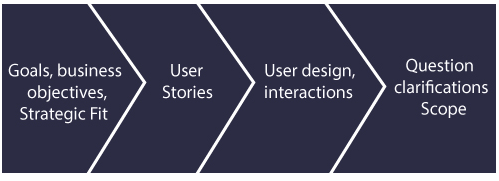 Goals, business
objectives,
Strategic Fit
User
Stories
User design,
interactions
Question
clarifications
Scope